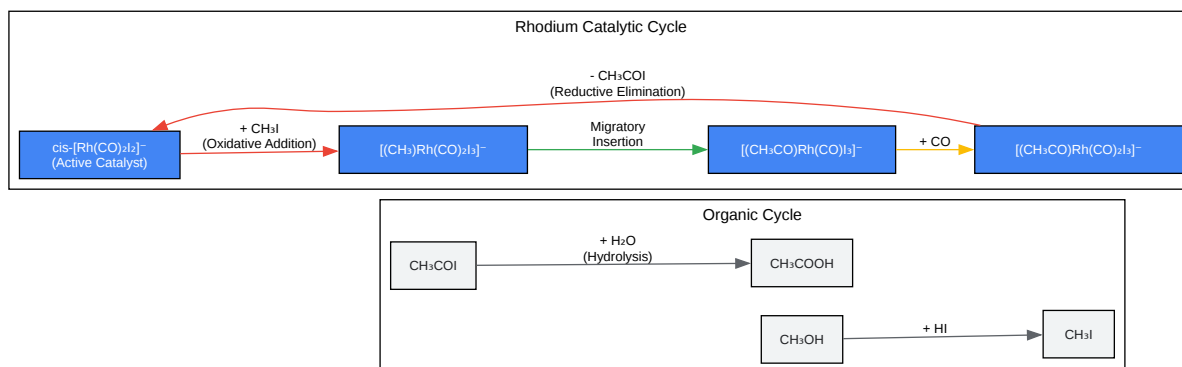 Rhodium Catalytic Cycle
- CH₃COI
(Reductive Elimination)
+ CH₃I
(Oxidative Addition)
Migratory
Insertion
+ CO
cis-[Rh(CO)₂I₂]⁻
(Active Catalyst)
[(CH₃)Rh(CO)₂I₃]⁻
[(CH₃CO)Rh(CO)I₃]⁻
[(CH₃CO)Rh(CO)₂I₃]⁻
Organic Cycle
CH₃COI
+ H₂O
(Hydrolysis)
CH₃COOH
CH₃OH
+ HI
CH₃I